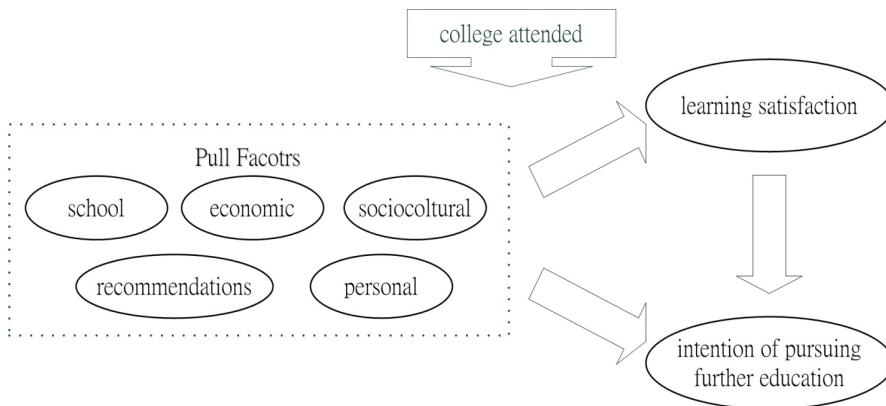 college attended
learning satisfaction
Pull Facotrs
school
economic
sociocoltural
recommendations
personal
intention of pursuing
further education